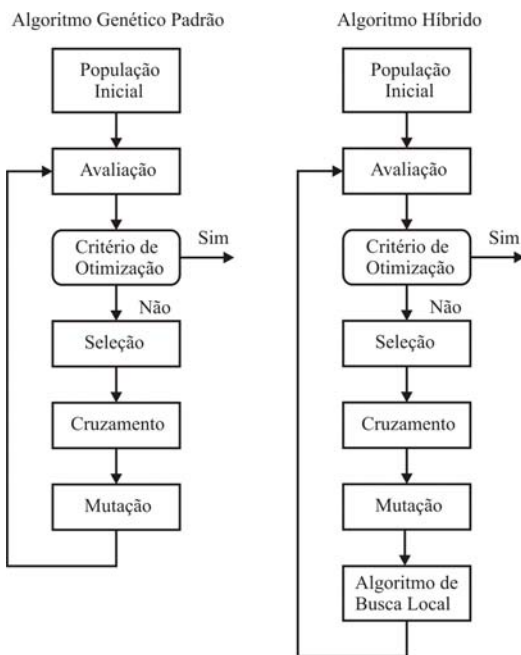 Algoritmo Genético Padrão
População
Inicial
Avaliação
Critério de
Otimização
Sim
Não
Seleção
Cruzamento
Mutação
Algoritmo Híbrido
População
Inicial
Avaliação
Critério de
Otimização
Sim
Não
Seleção
Cruzamento
Mutação
Algoritmo de
Busca Local